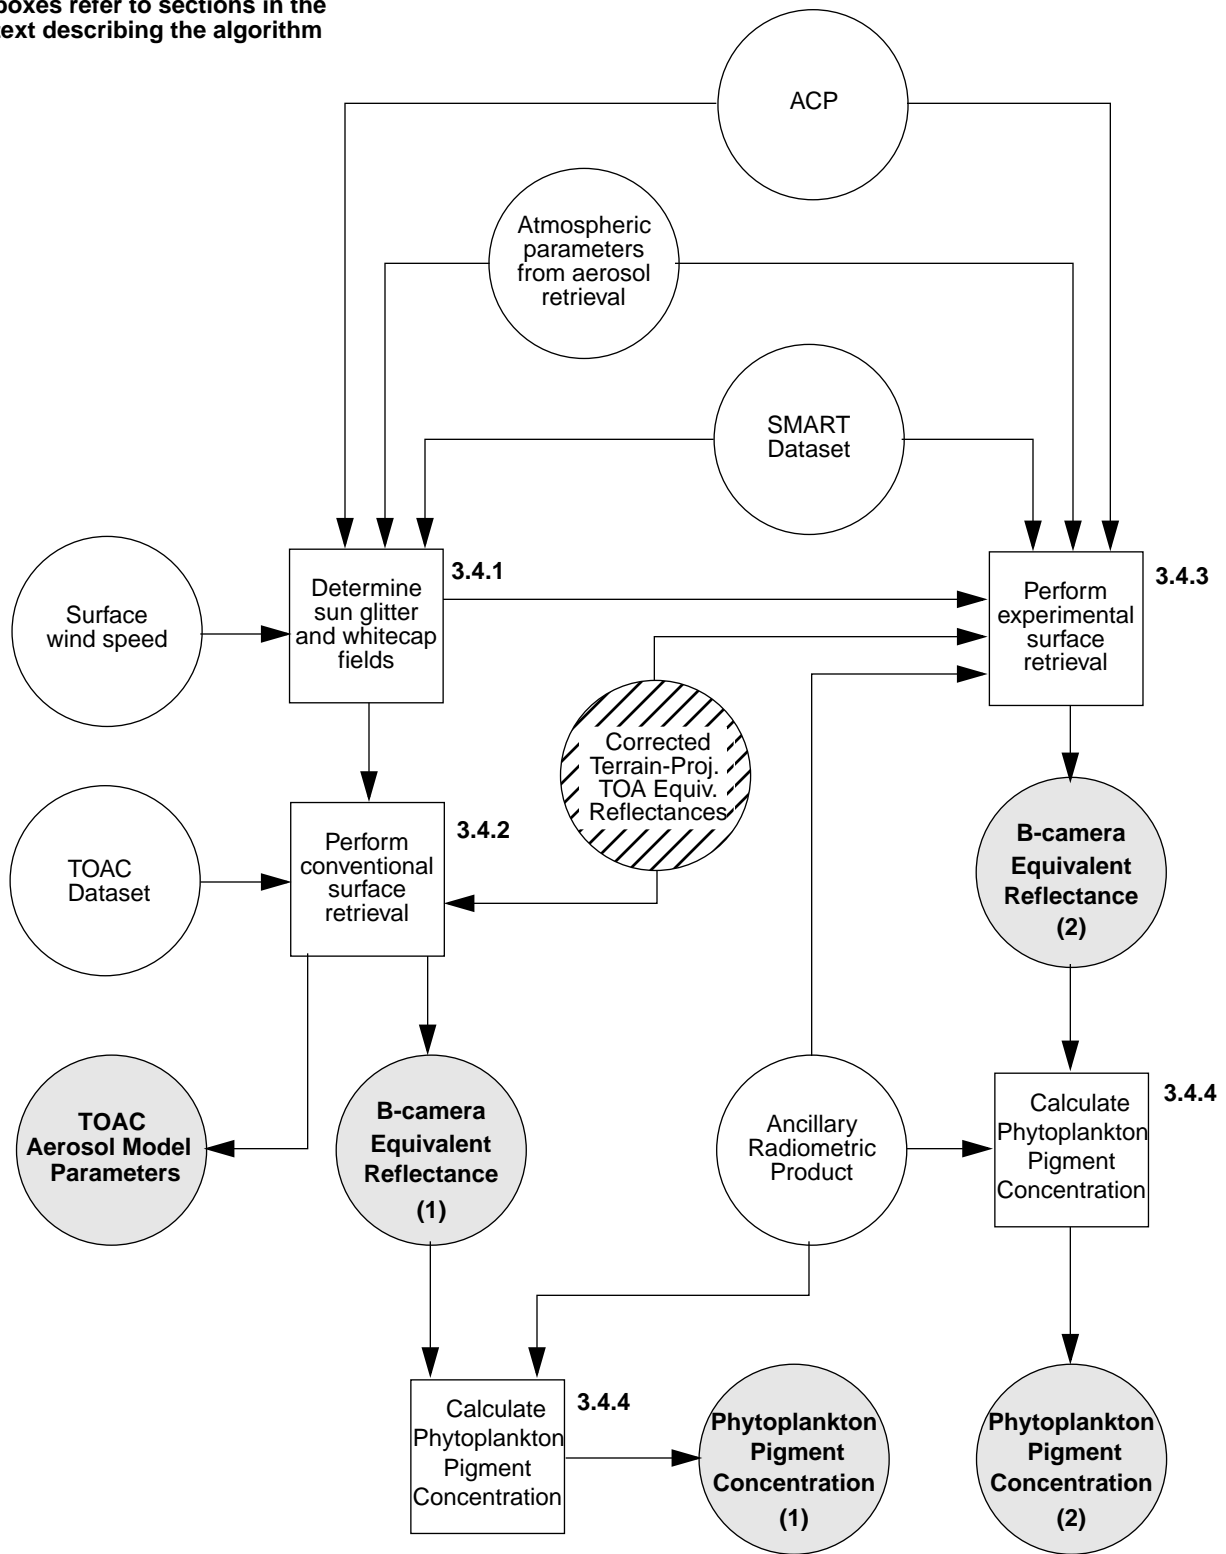 boxes refer to sections in the
text describing the algorithm
ACP
Atmospheric
parameters
from aerosol
retrieval
SMART
Dataset
Surface
wind speed
Determine
sun glitter
and whitecap
fields
3.4.1
Perform
experimental
surface
retrieval
3.4.3
Corrected
Terrain-Proj.
TOA Equiv.
Reflectances
TOAC
Dataset
Perform
conventional
surface
retrieval
3.4.2
B-camera
Equivalent
Reflectance
(2)
TOAC
Aerosol Model
Parameters
B-camera
Equivalent
Reflectance
(1)
Ancillary
Radiometric
Product
Calculate
Phytoplankton
Pigment
Concentration
3.4.4
Calculate
Phytoplankton
Pigment
Concentration
3.4.4
Phytoplankton
Pigment
Concentration
(1)
Phytoplankton
Pigment
Concentration
(2)